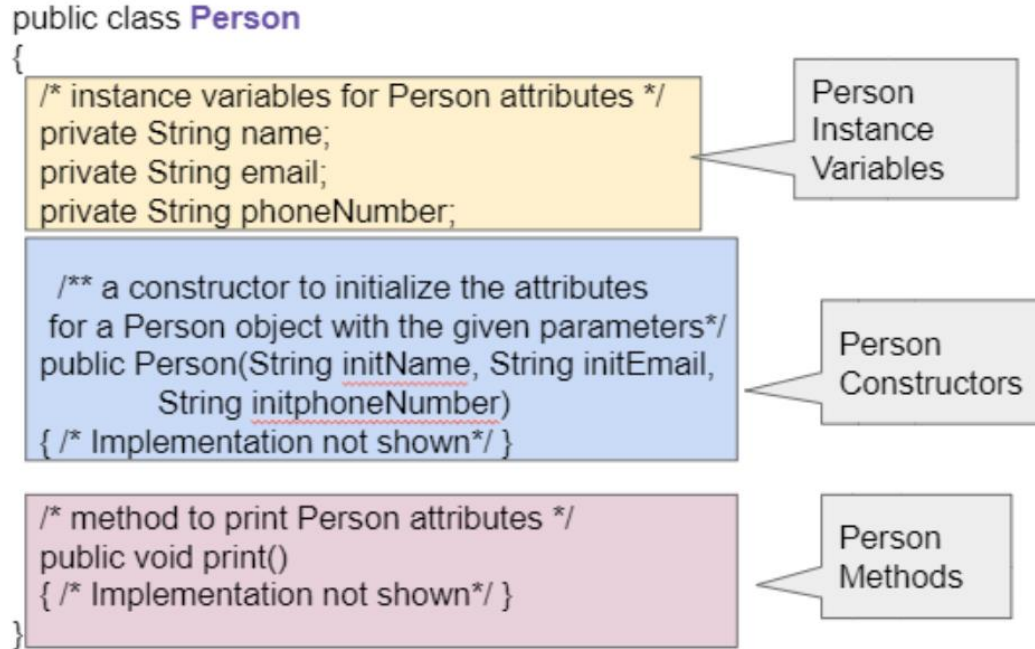 public class Person
{
/* instance variables for Person attributes */
private String name;
private String email;
private String phoneNumber;
Person
Instance
Variables
/** a constructor to initialize the attributes
for a Person object with the given parameters*/
public Person(String initName, String initEmail,
String initphoneNumber)
{ /* Implementation not shown*/ }
Person
Constructors
/* method to print Person attributes */
public void print()
{ /* Implementation not shown*/ }
Person
Methods
}